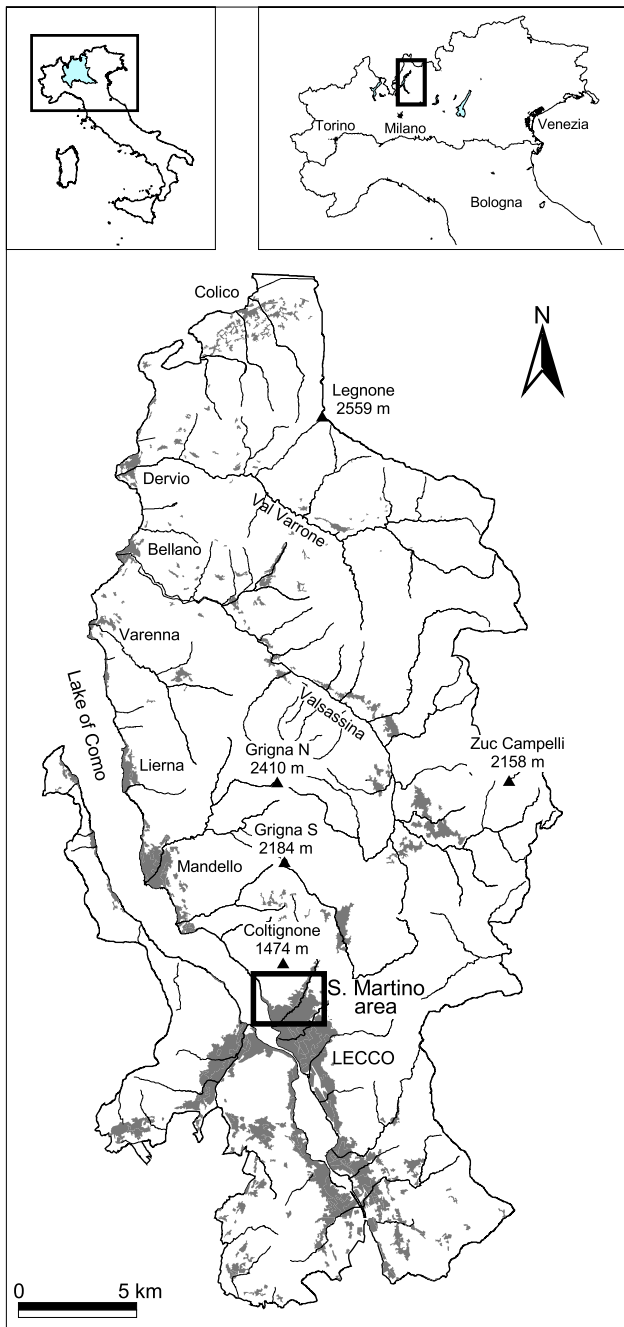 Torino
Milano
Venezia
Bologna
Colico
N
Legnone
2559 m
Dervio
Val Varrone
Bellano
Varenna
Lake of Como
Valsassina
Lierna
Grigna N
2410 m
Zuc Campelli
2158 m
Grigna S
2184 m
Mandello
Coltignone
1474 m
S. Martino
area
LECCO
0 5 km